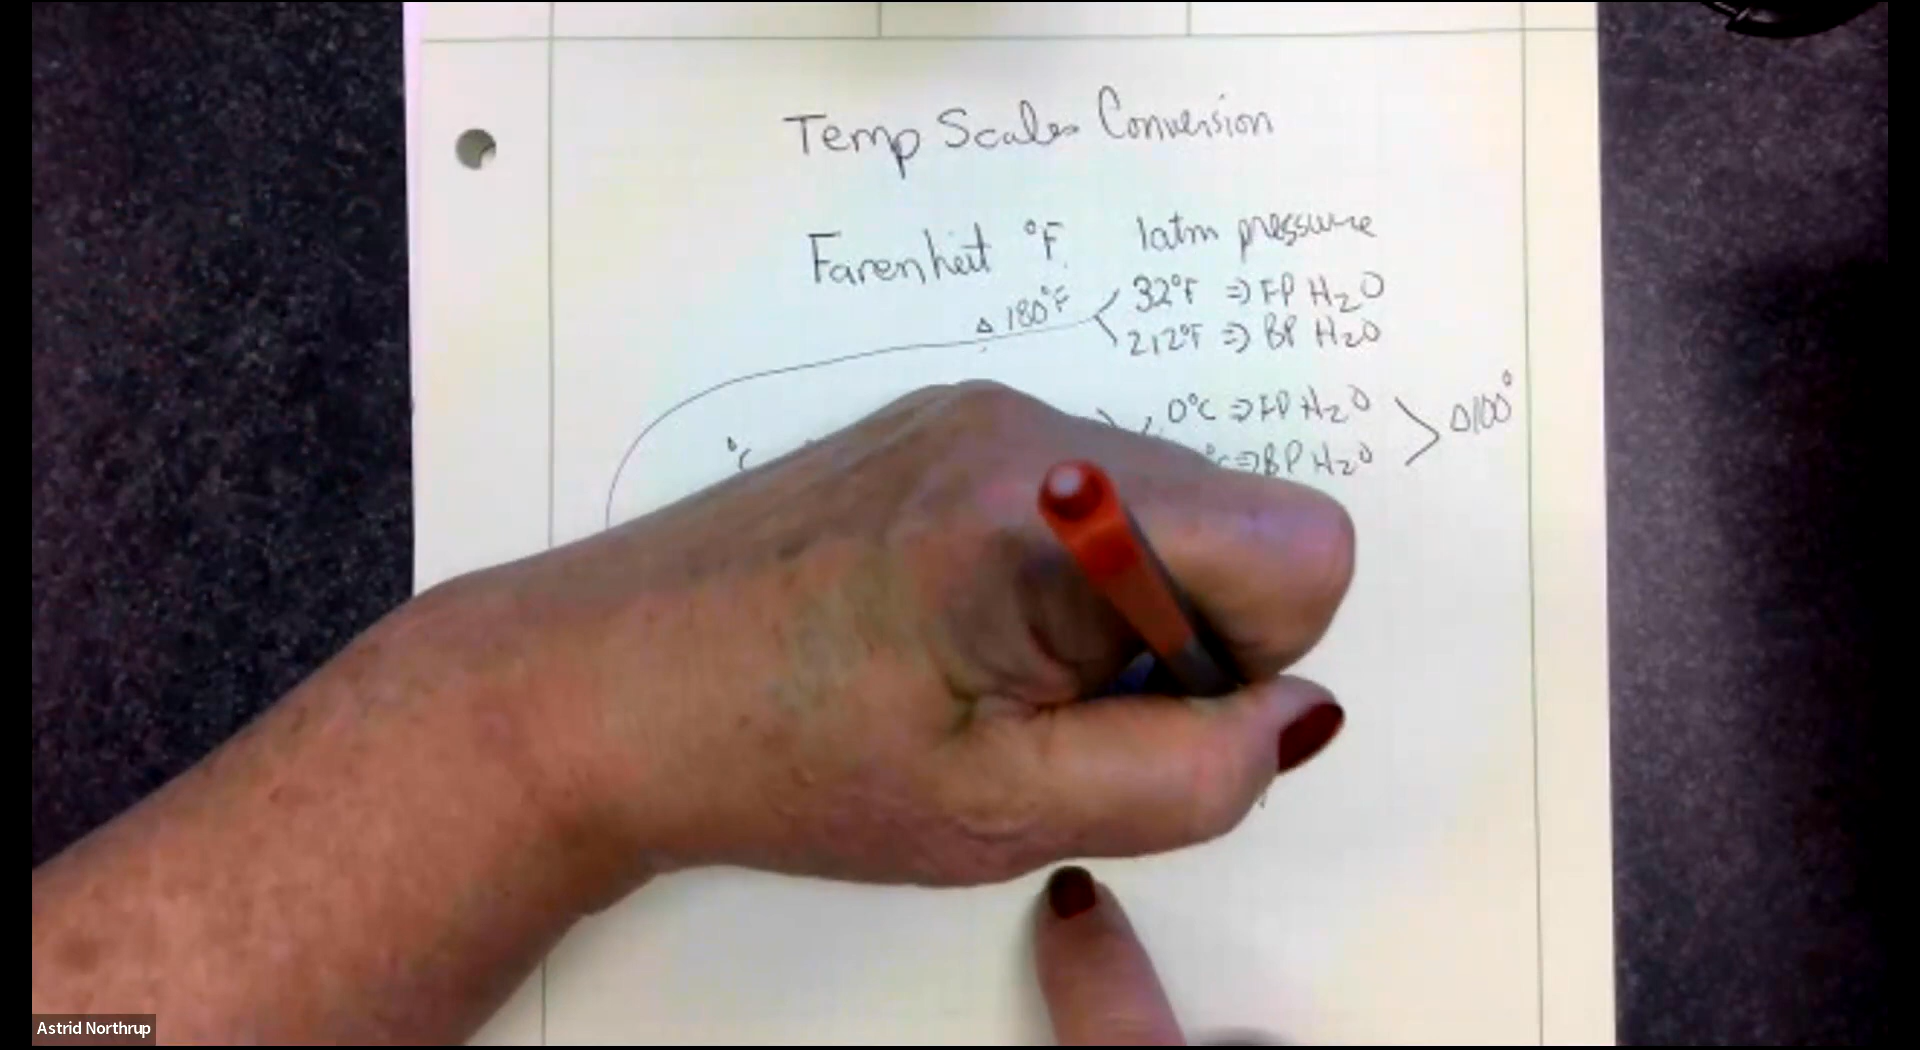 Temp Scales Conversion
Farenheit °F 1atm pressure
Δ 180°F 32°F ⇒ FP H₂O
212°F ⇒ BP H₂O
0°C ⇒ FP H₂O Δ100°
°C °C ⇒ BP H₂O
Astrid Northrup